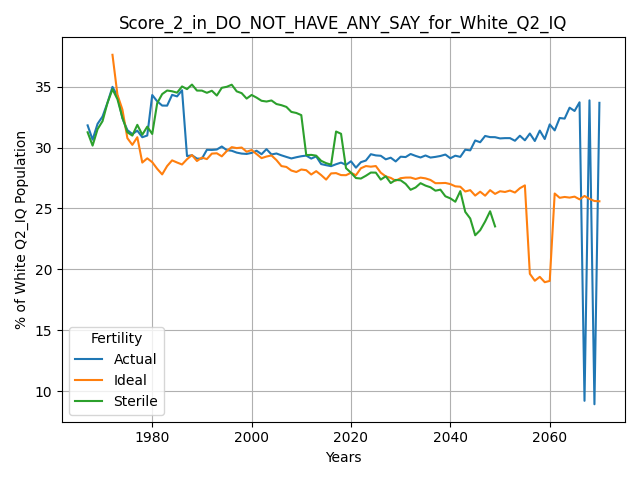 Score_2_in_DO_NOT_HAVE_ANY_SAY_for_White_Q2_IQ
% of White Q2_IQ Population
35
30
25
20
15
10
Fertility
Actual
Ideal
Sterile
1980 2000 2020 2040 2060
Years